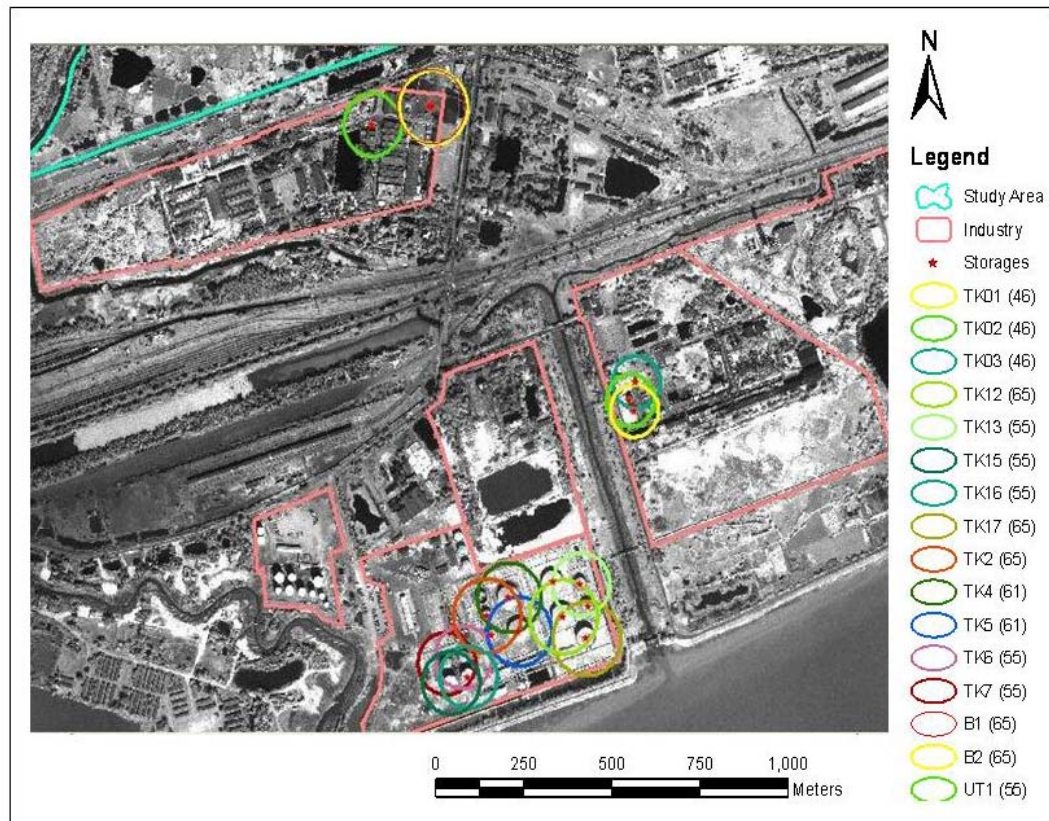 N
Legend
Study Area
Industry
Storages
TK01 (46)
TK02 (46)
TK03 (46)
TK12 (65)
TK13 (55)
TK15 (55)
TK16 (55)
TK17 (65)
TK2 (65)
TK4 (61)
TK5 (61)
TK6 (55)
TK7 (55)
B1 (65)
B2 (65)
UT1 (55)
0 250 500 750 1,000
Meters